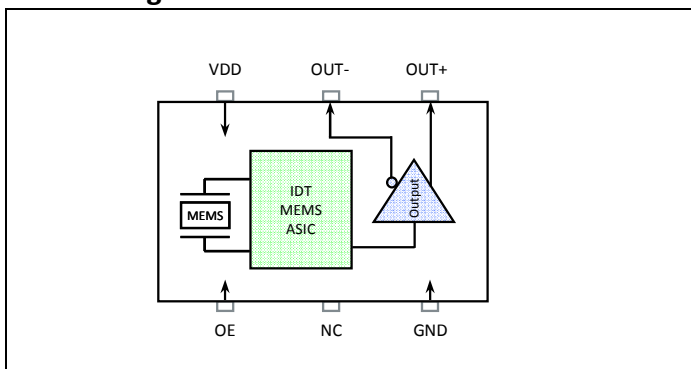 VDD OUT- OUT+
MEMS
IDT
MEMS
ASIC
Output
OE NC GND